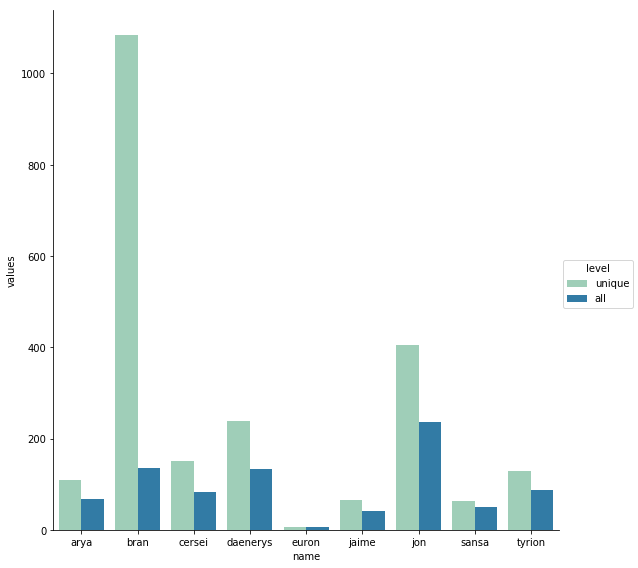 1000
800
600
400
200
0
values
arya bran cersei daenerys euron jaime jon sansa tyrion
name
level
unique
all